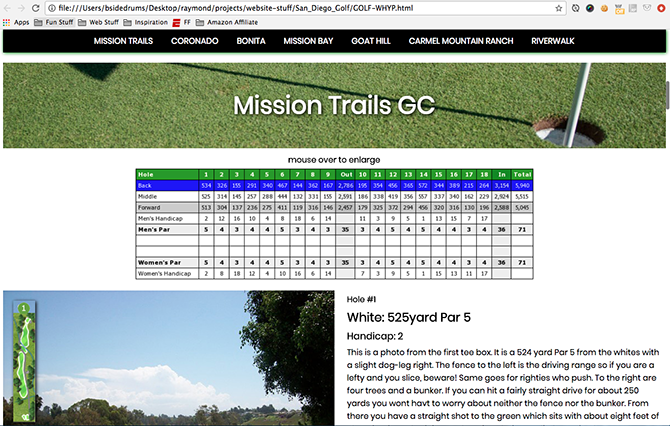 file:///Users/bsidedrums/Desktop/raymond/projects/website-stuff/San_Diego_Golf/GOLF-WHYP.html
Apps Fun Stuff Web Stuff Inspiration FF Amazon Affiliate
MISSION TRAILS CORONADO BONITA MISSION BAY GOAT HILL CARMEL MOUNTAIN RANCH RIVERWALK
Mission Trails GC
mouse over to enlarge
Hole 1 2 3 4 5 6 7 8 9 Out 10 11 12 13 14 15 16 17 18 In Total
Back 534 326 155 291 340 467 144 362 167 2,786 195 354 456 365 572 344 389 215 264 3,154 5,940
Middle 525 314 145 257 288 444 132 331 155 2,591 186 338 419 356 557 337 340 162 229 2,924 5,515
Forward 513 304 137 236 275 411 119 316 146 2,457 179 325 372 294 456 320 316 130 196 2,588 5,045
Men's Handicap 2 12 16 10 4 8 18 6 14 11 3 9 5 1 13 15 7 17
Men's Par 5 4 3 4 4 5 3 4 3 35 3 4 5 4 5 4 4 3 4 36 71
Women's Par 5 4 3 4 4 5 3 4 3 35 3 4 5 4 5 4 4 3 4 36 71
Women's Handicap 2 8 18 12 4 10 16 6 14 7 3 9 5 1 15 13 11 17
1
Hole #1
White: 525yard Par 5
Handicap: 2
This is a photo from the first tee box. It is a 524 yard Par 5 from the whites with
a slight dog-leg right. The fence to the left is the driving range so if you are a
lefty and you slice, beware! Same goes for righties who push. To the right are
four trees and a bunker. If you can hit a fairly straight drive for about 250
yards you wont havt to worry about neither the fence nor the bunker. From
there you have a straight shot to the green which sits with about eight feet of